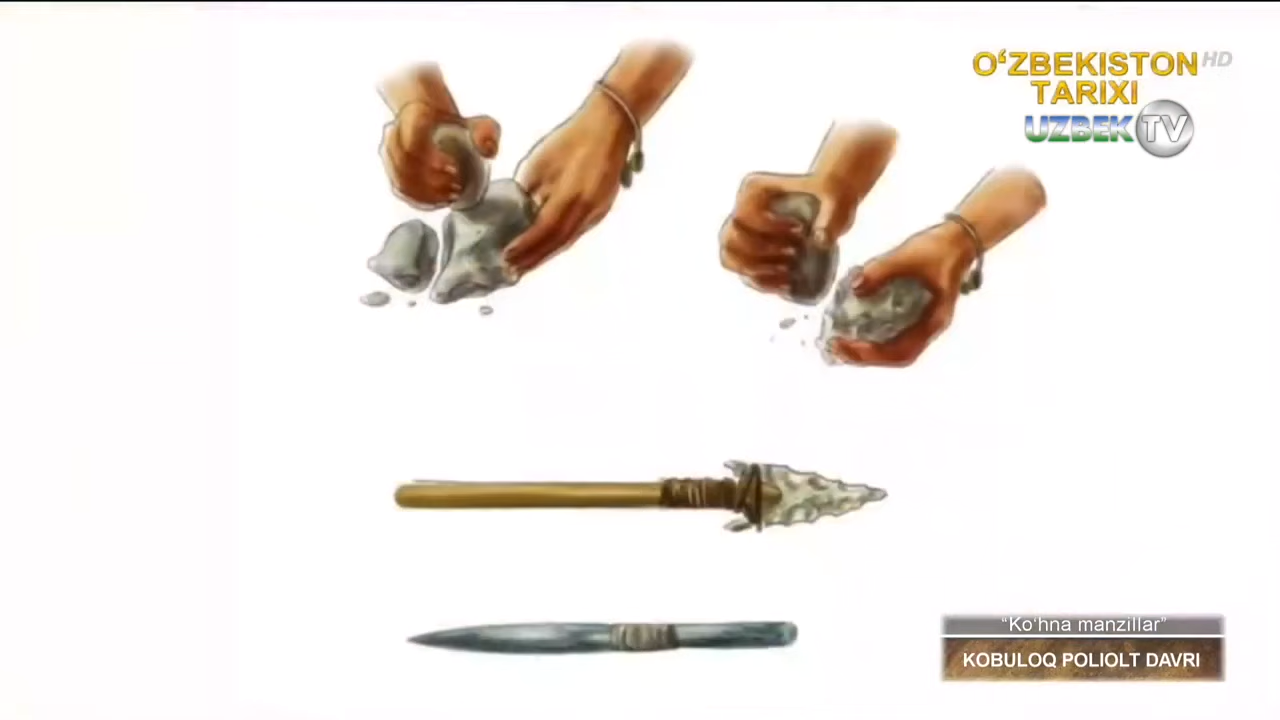 O‘ZBEKISTON HD
TARIXI
UZBEK TV
“Ko‘hna manzillar”
KOBULOQ POLIOLT DAVRI